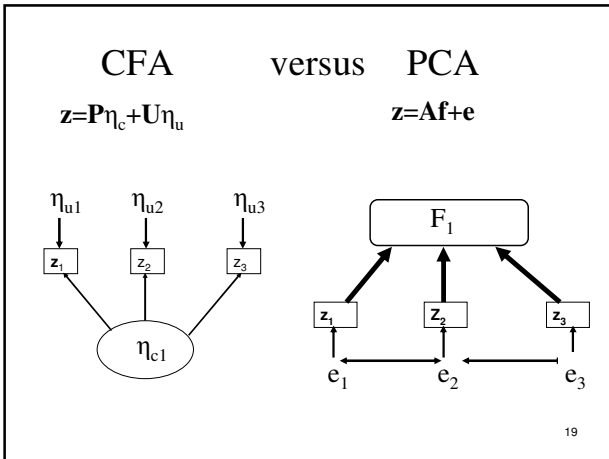 CFA versus PCA
z=Pη_c+Uη_u z=Af+e
η_u1 η_u2 η_u3
F_1
z_1 z_2 z_3
z_1 Z_2 z_3
η_c1
e_1 e_2 e_3
19